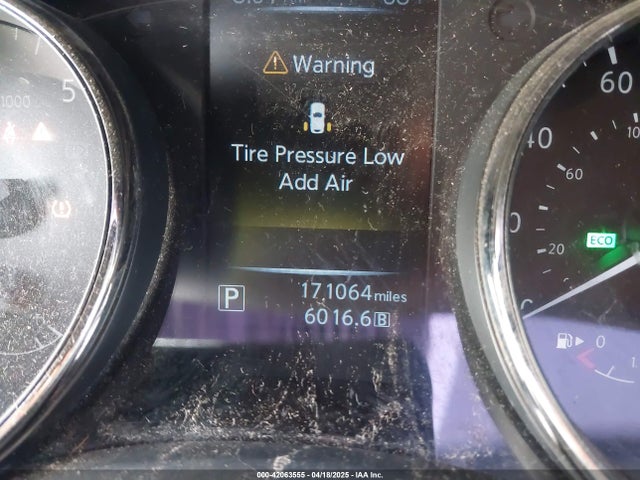 Warning
Tire Pressure Low
Add Air
P
171064 miles
6016.6 B
5
1000
60
40
60
20
ECO
0
000-42063555 - 04/18/2025 - IAA Inc.